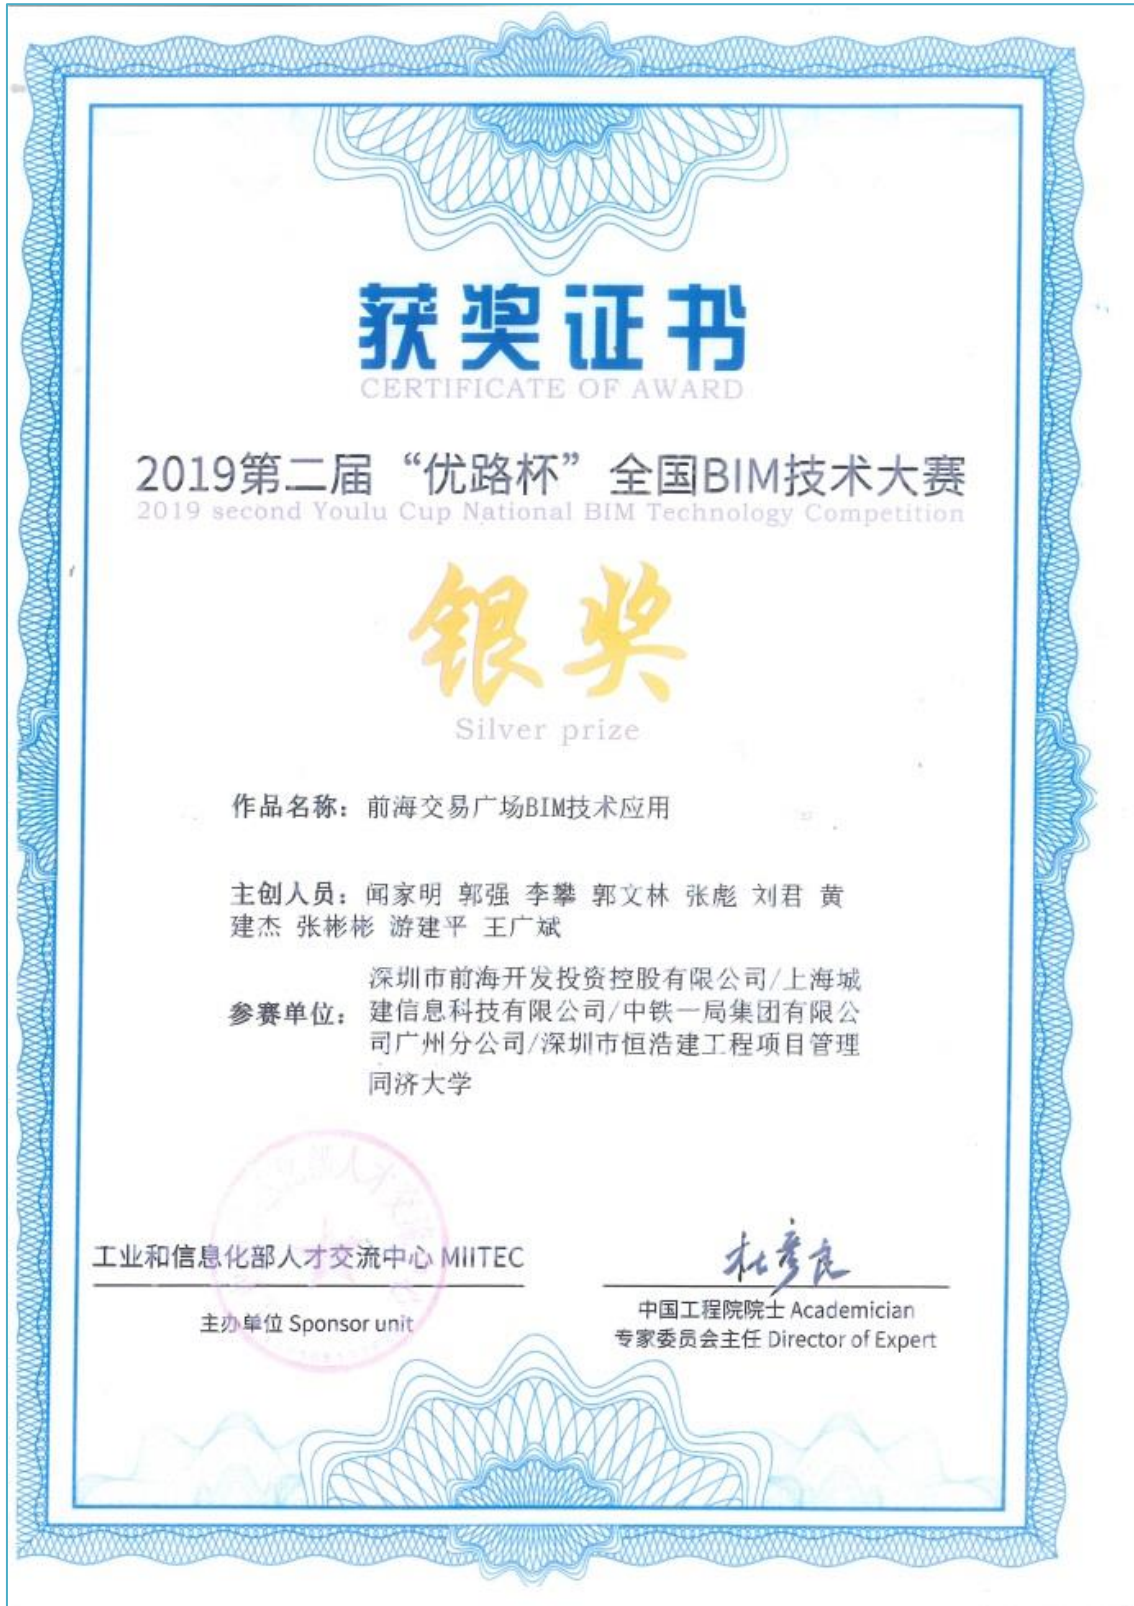 获奖证书
CERTIFICATE OF AWARD
2019第二届“优路杯”全国BIM技术大赛
2019 second Youlu Cup National BIM Technology Competition
银奖
Silver prize
作品名称：前海交易广场BIM技术应用
主创人员：闻家明 郭强 李攀 郭文林 张彪 刘君 黄
建杰 张彬彬 游建平 王广斌
深圳市前海开发投资控股有限公司/上海城
参赛单位：建信息科技有限公司/中铁一局集团有限公
司广州分公司/深圳市恒浩建工程项目管理
同济大学
工业和信息化部人才交流中心 MIITEC
主办单位 Sponsor unit
杜彦良
中国工程院院士 Academician
专家委员会主任 Director of Expert